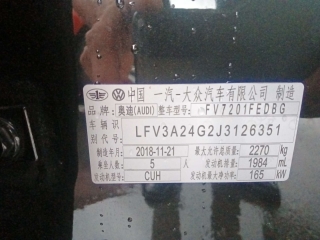 中国 一汽-大众汽车有限公司 制造
品牌: 奥迪(AUDI) 整车型号: FV7201FEDBG
车辆识别代号: LFV3A24G2J3126351
制造年月: 2018-11-21 最大允许总质量: 2270 kg
乘坐人数: 5 人 发动机排量: 1984 mL
发动机型号: CUH 发动机最大净功率: 165 kW